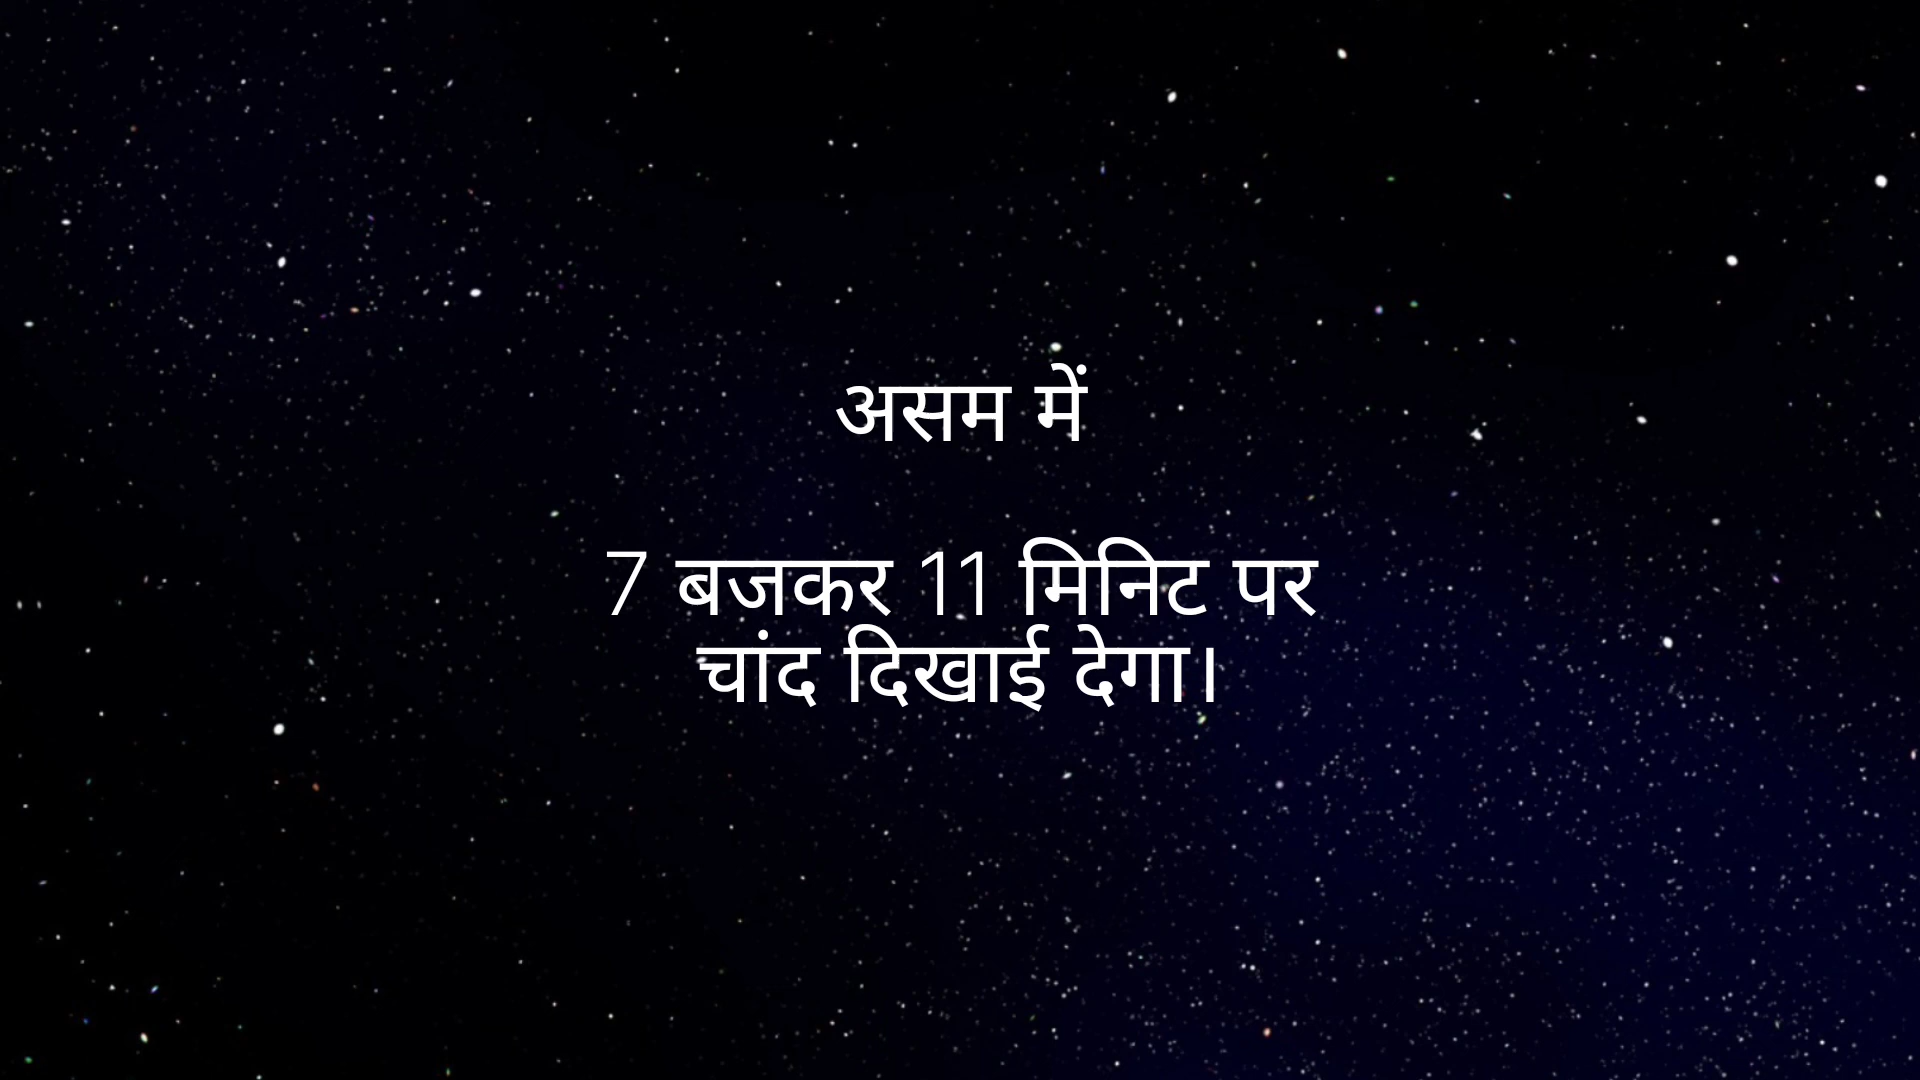 असम में
7 बजकर 11 मिनिट पर
चांद दिखाई देगा।